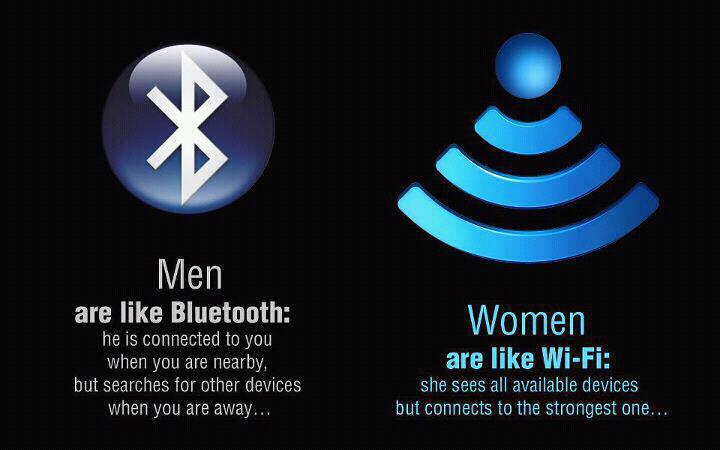 Men
are like Bluetooth:
he is connected to you
when you are nearby,
but searches for other devices
when you are away...
Women
are like Wi-Fi:
she sees all available devices
but connects to the strongest one...